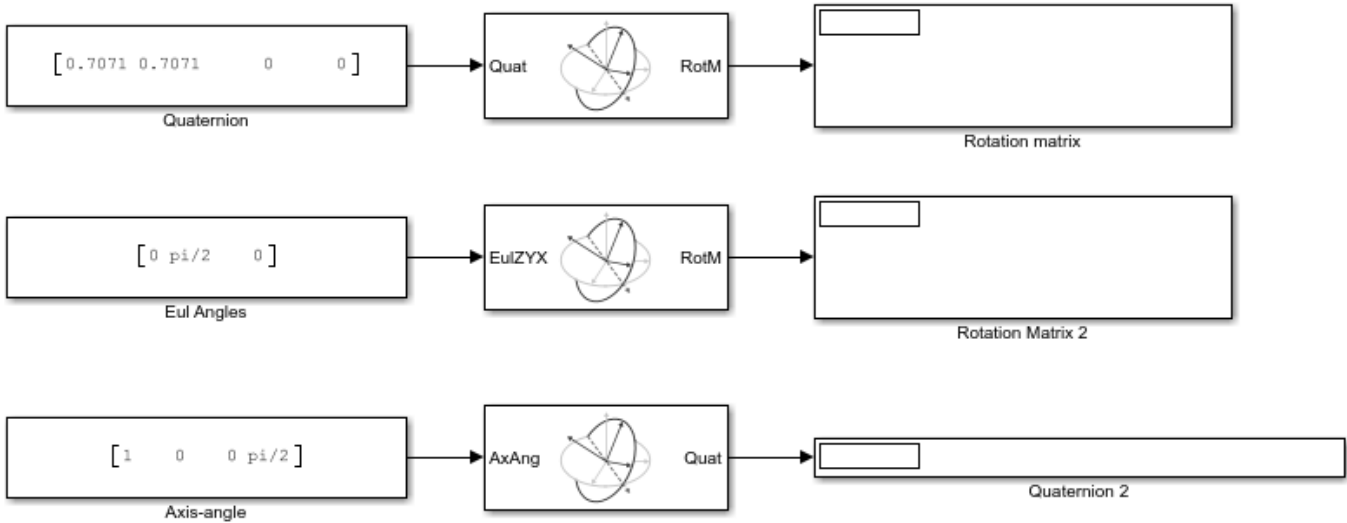 [0.7071 0.7071 0 0]
Quat
RotM
Quaternion
Rotation matrix
[0 pi/2 0]
EulZYX
RotM
Eul Angles
Rotation Matrix 2
[1 0 0 pi/2]
AxAng
Quat
Axis-angle
Quaternion 2